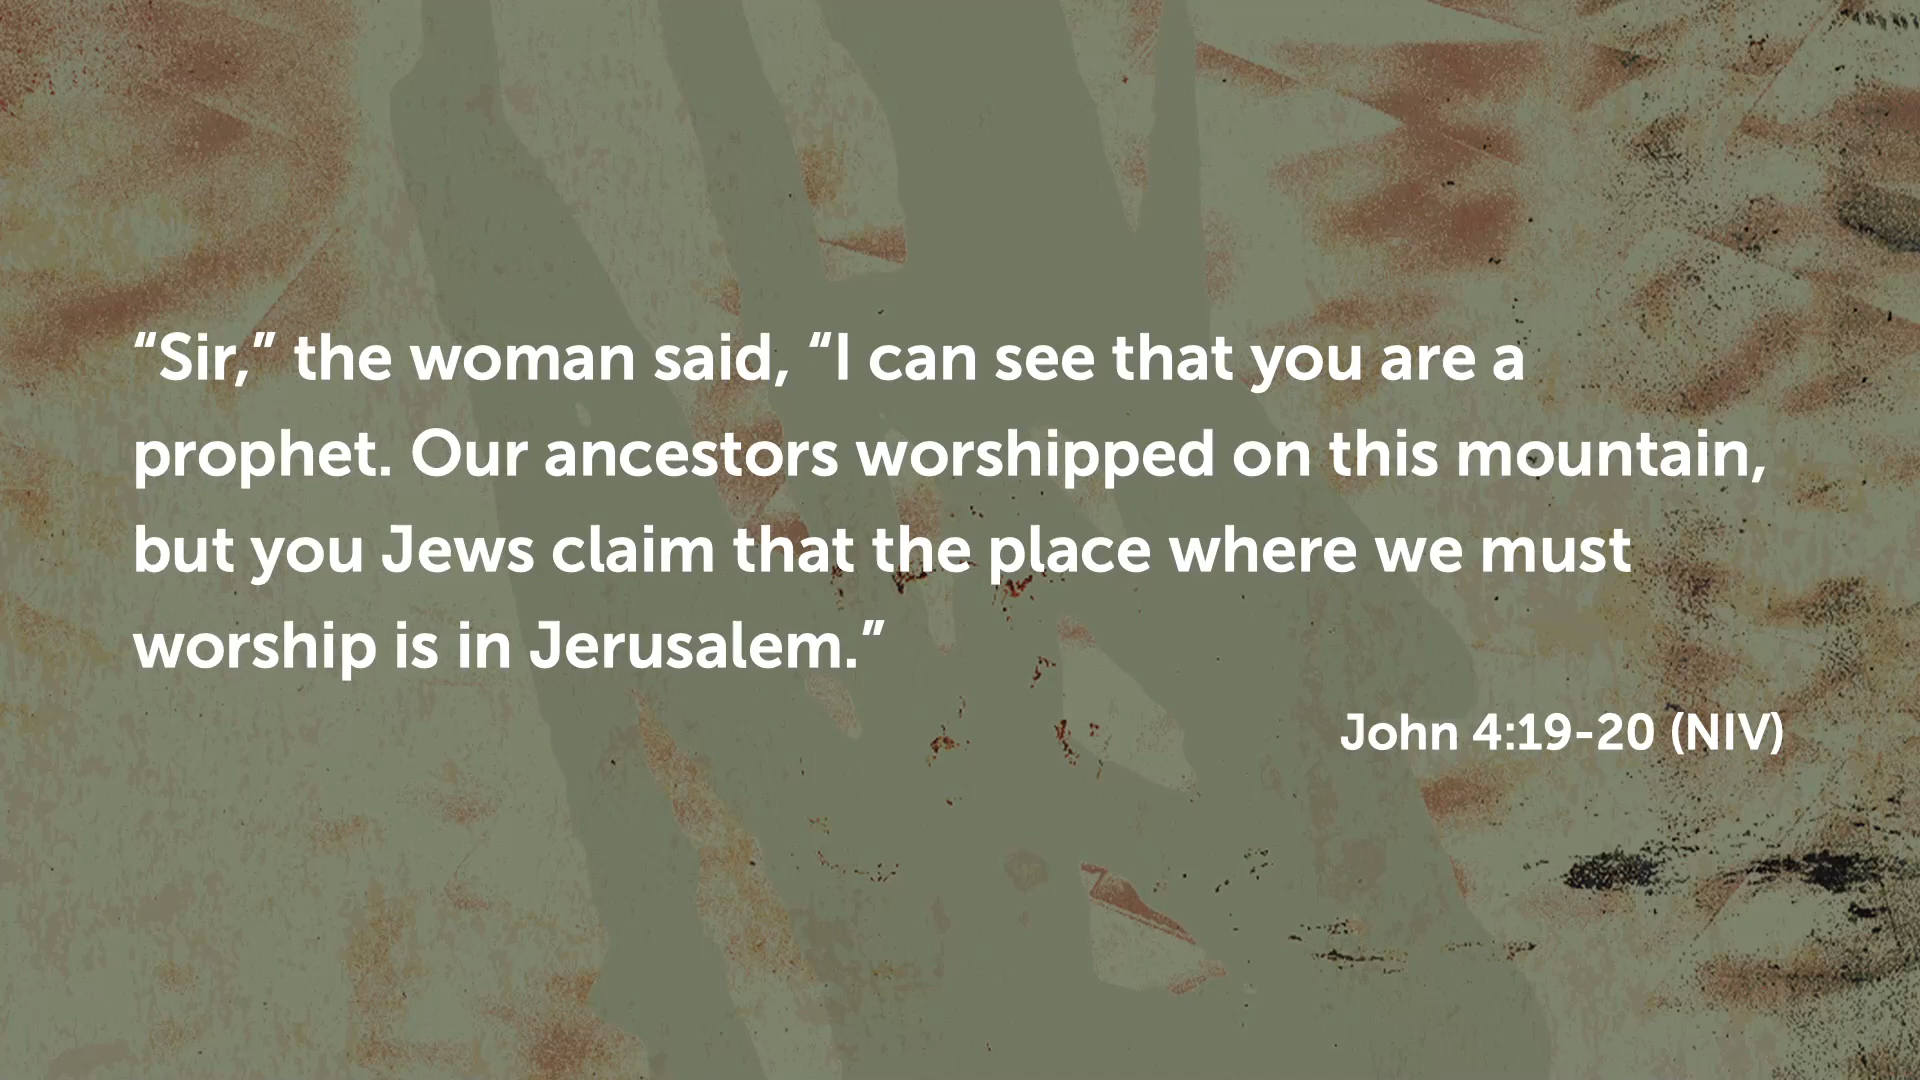 “Sir,” the woman said, “I can see that you are a
prophet. Our ancestors worshipped on this mountain,
but you Jews claim that the place where we must
worship is in Jerusalem.”
John 4:19-20 (NIV)